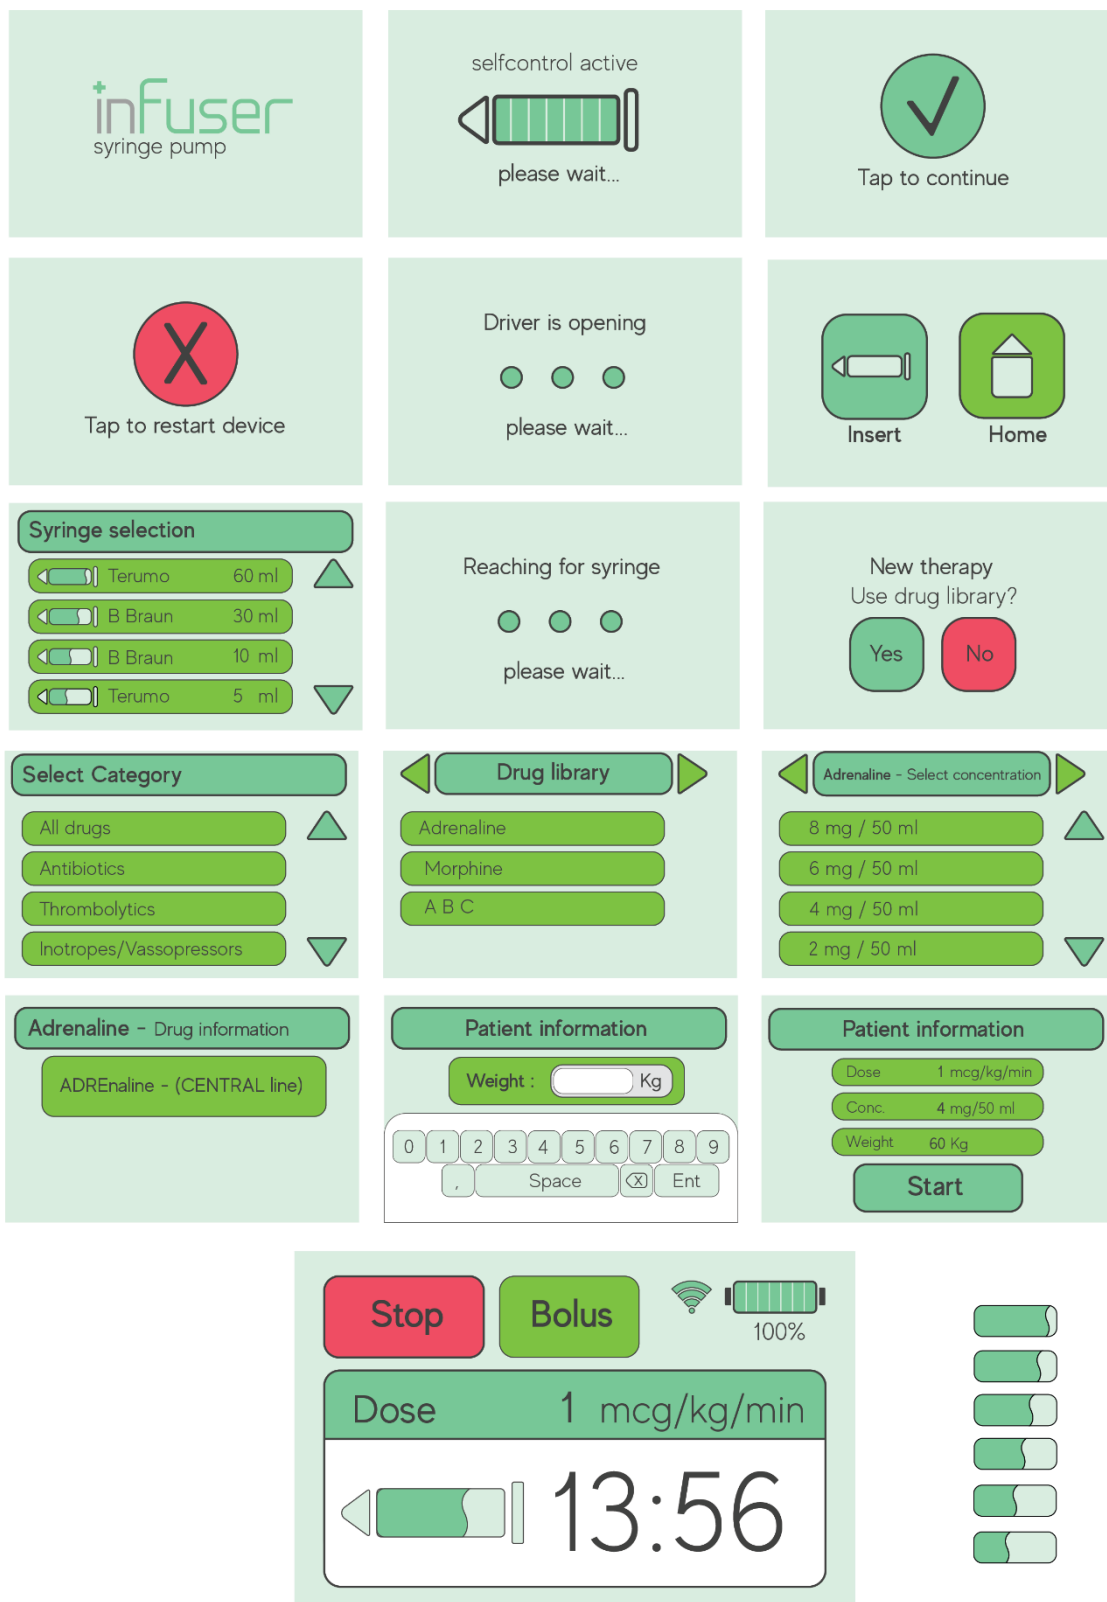 infuser
syringe pump
selfcontrol active
please wait...
Tap to continue
Tap to restart device
Driver is opening
please wait...
Insert
Home
Syringe selection
Terumo 60 ml
B Braun 30 ml
B Braun 10 ml
Terumo 5 ml
Reaching for syringe
please wait...
New therapy
Use drug library?
Yes No
Select Category
All drugs
Antibiotics
Thrombolytics
Inotropes/Vassopressors
Drug library
Adrenaline
Morphine
A B C
Adrenaline - Select concentration
8 mg / 50 ml
6 mg / 50 ml
4 mg / 50 ml
2 mg / 50 ml
Adrenaline - Drug information
ADREnaline - (CENTRAL line)
Patient information
Weight : Kg
0 1 2 3 4 5 6 7 8 9
, Space X Ent
Patient information
Dose 1 mcg/kg/min
Conc. 4 mg/50 ml
Weight 60 Kg
Start
Stop
Bolus
100%
Dose 1 mcg/kg/min
13:56